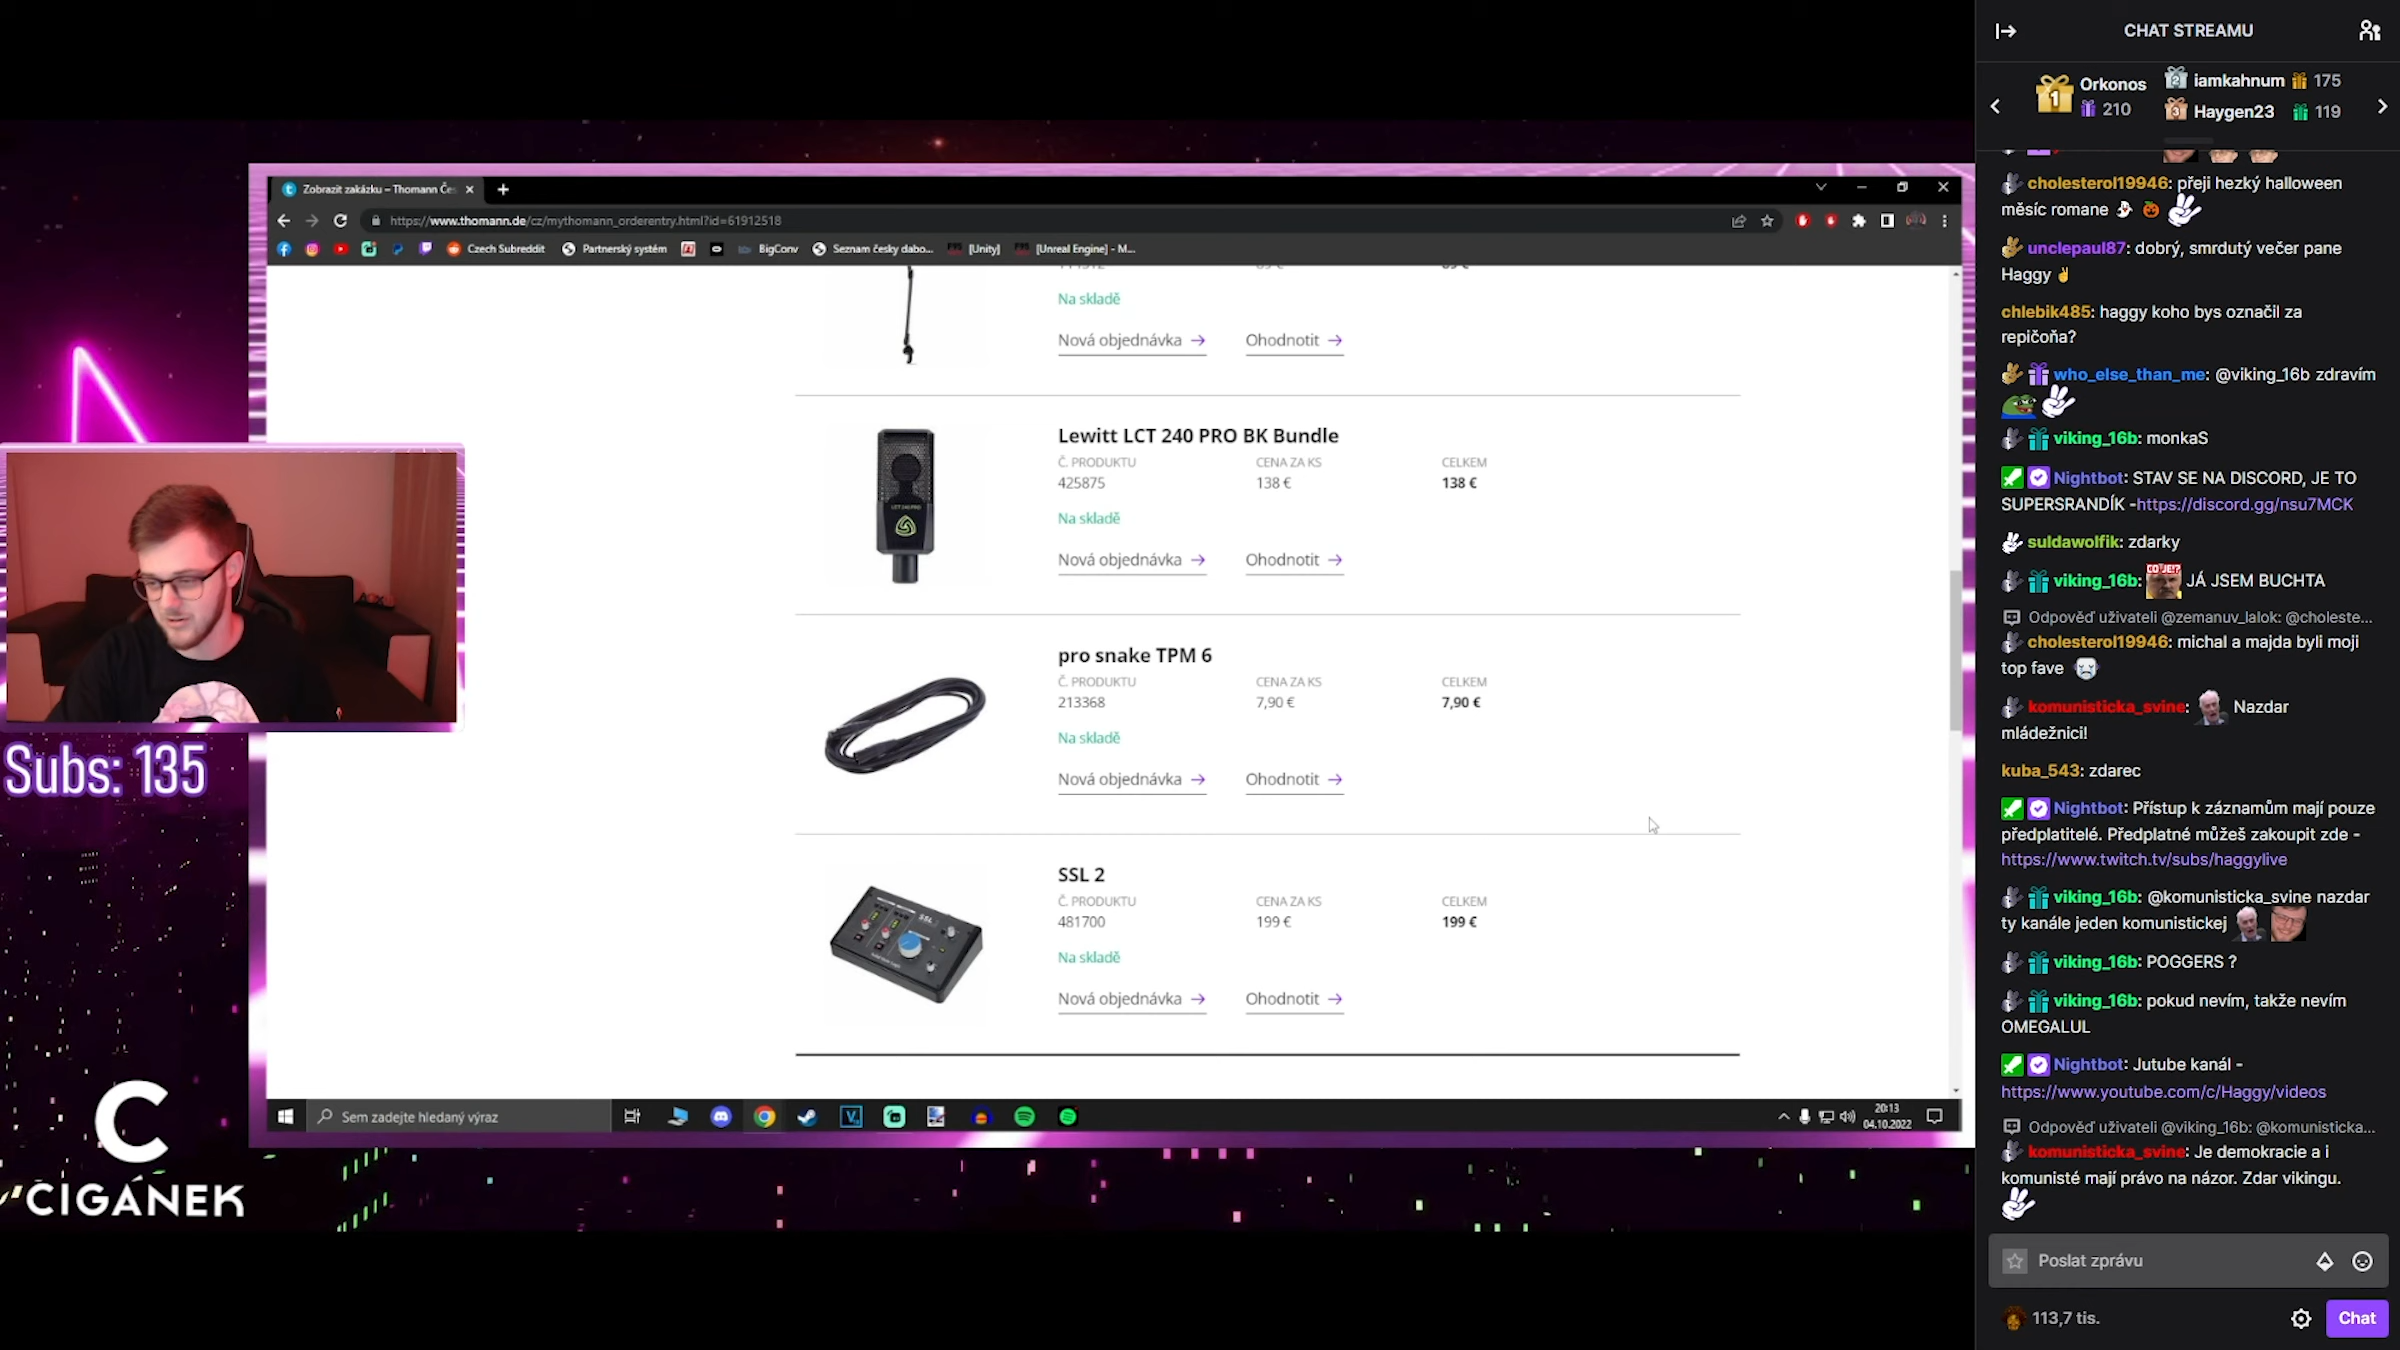 Zobrazit zakázku – Thomann Čes
https://www.thomann.de/cz/mythomann_orderentry.html?id=61912518
Czech Subreddit
Partnerský systém
BigConv
Seznam česky dabo...
[Unity]
[Unreal Engine] - M...
Na skladě
Nová objednávka →
Ohodnotit →
Lewitt LCT 240 PRO BK Bundle
Č. PRODUKTU CENA ZA KS CELKEM
425875 138 € 138 €
Na skladě
Nová objednávka →
Ohodnotit →
pro snake TPM 6
Č. PRODUKTU CENA ZA KS CELKEM
213368 7,90 € 7,90 €
Na skladě
Nová objednávka →
Ohodnotit →
SSL 2
Č. PRODUKTU CENA ZA KS CELKEM
481700 199 € 199 €
Na skladě
Nová objednávka →
Ohodnotit →
Sem zadejte hledaný výraz
20:13
04.10.2022
Subs: 135
C
ČIGÁNEK
CHAT STREAMU
1 Orkonos
210
2 iamkahnum 175
3 Haygen23 119
cholesterol19946: přeji hezký halloween
měsíc romane
unclepaul87: dobrý, smrdutý večer pane
Haggy
chlebik485: haggy koho bys označil za
repičoňa?
who_else_than_me: @viking_16b zdravím
viking_16b: monkaS
Nightbot: STAV SE NA DISCORD, JE TO
SUPERSRANDÍK -https://discord.gg/nsu7MCK
suldawolfik: zdarky
viking_16b: CO JE!? JÁ JSEM BUCHTA
Odpověď uživateli @zemanuv_lalok: @choleste...
cholesterol19946: michal a majda byli moji
top fave
komunisticka_svine: Nazdar
mládežnici!
kuba_543: zdarec
Nightbot: Přístup k záznamům mají pouze
předplatitelé. Předplatné můžeš zakoupit zde -
https://www.twitch.tv/subs/haggylive
viking_16b: @komunisticka_svine nazdar
ty kanále jeden komunistickej
viking_16b: POGGERS ?
viking_16b: pokud nevím, takže nevím
OMEGALUL
Nightbot: Jutube kanál -
https://www.youtube.com/c/Haggy/videos
Odpověď uživateli @viking_16b: @komunisticka...
komunisticka_svine: Je demokracie a i
komunisté mají právo na názor. Zdar vikingu.
Poslat zprávu
113,7 tis.
Chat